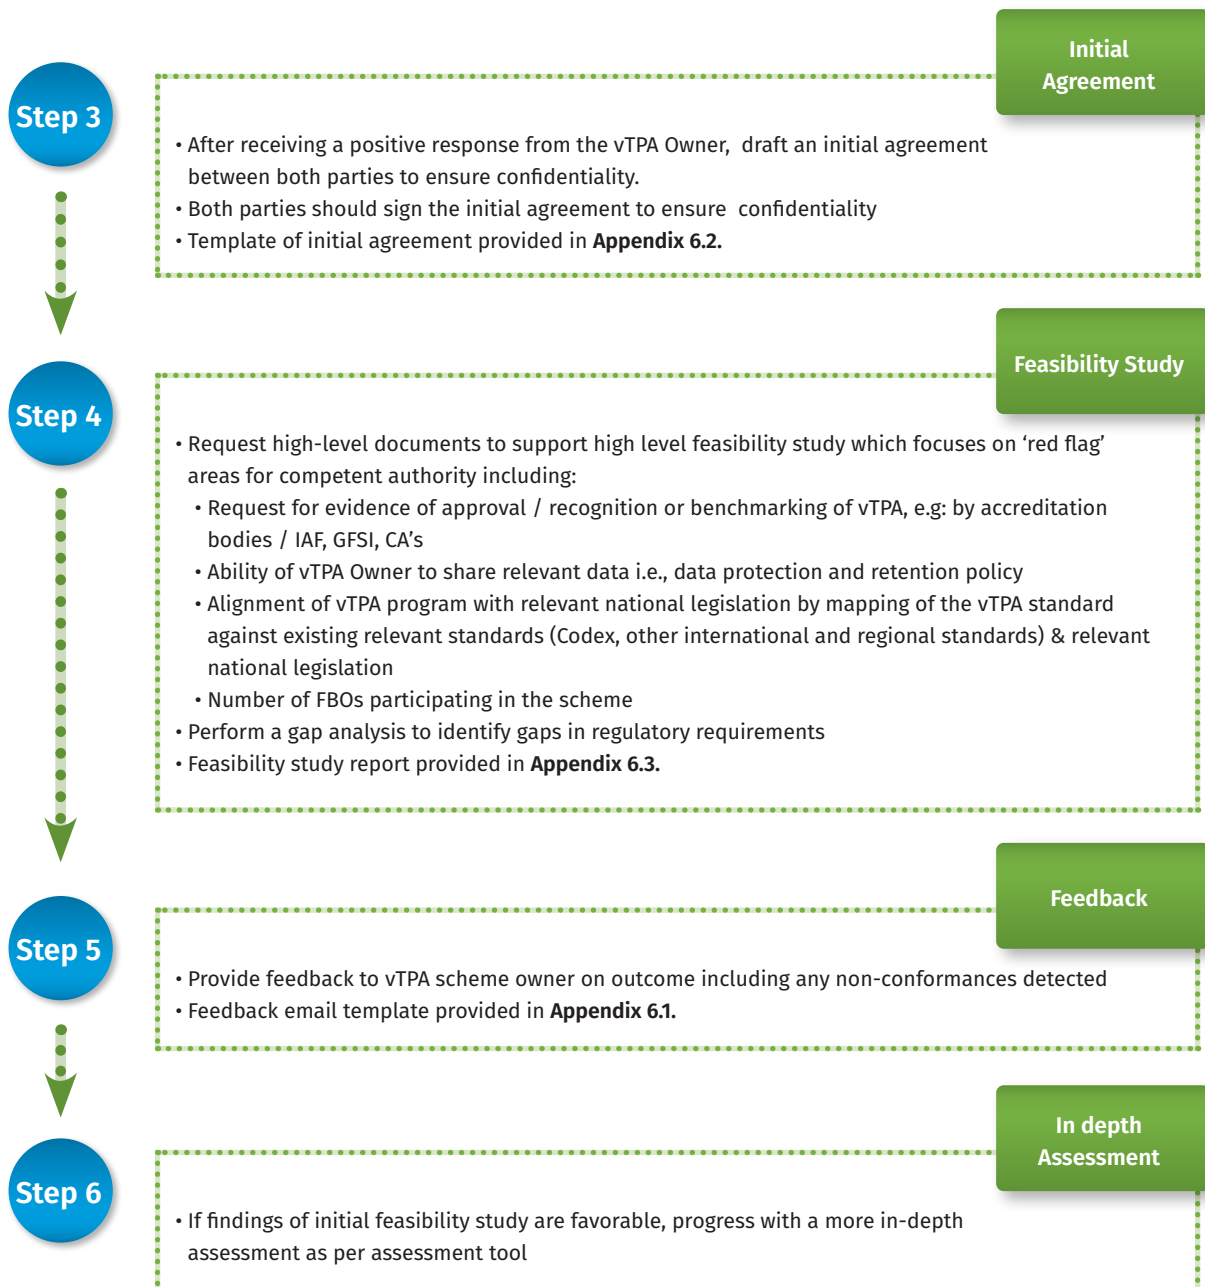 Initial
Agreement
Step 3
• After receiving a positive response from the vTPA Owner,  draft an initial agreement
between both parties to ensure confidentiality.
• Both parties should sign the initial agreement to ensure  confidentiality
• Template of initial agreement provided in Appendix 6.2.
Feasibility Study
Step 4
• Request high-level documents to support high level feasibility study which focuses on ‘red flag’
areas for competent authority including:
• Request for evidence of approval / recognition or benchmarking of vTPA, e.g: by accreditation
bodies / IAF, GFSI, CA’s
• Ability of vTPA Owner to share relevant data i.e., data protection and retention policy
• Alignment of vTPA program with relevant national legislation by mapping of the vTPA standard
against existing relevant standards (Codex, other international and regional standards) & relevant
national legislation
• Number of FBOs participating in the scheme
• Perform a gap analysis to identify gaps in regulatory requirements
• Feasibility study report provided in Appendix 6.3.
Feedback
Step 5
• Provide feedback to vTPA scheme owner on outcome including any non-conformances detected
• Feedback email template provided in Appendix 6.1.
In depth
Assessment
Step 6
• If findings of initial feasibility study are favorable, progress with a more in-depth
assessment as per assessment tool